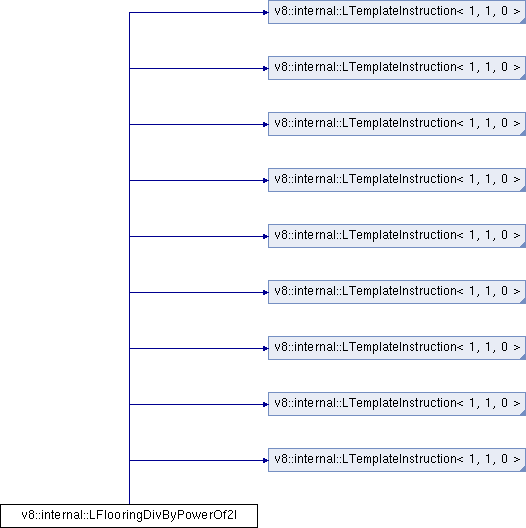 v8::internal::LTemplateInstruction< 1, 1, 0 >
v8::internal::LTemplateInstruction< 1, 1, 0 >
v8::internal::LTemplateInstruction< 1, 1, 0 >
v8::internal::LTemplateInstruction< 1, 1, 0 >
v8::internal::LTemplateInstruction< 1, 1, 0 >
v8::internal::LTemplateInstruction< 1, 1, 0 >
v8::internal::LTemplateInstruction< 1, 1, 0 >
v8::internal::LTemplateInstruction< 1, 1, 0 >
v8::internal::LTemplateInstruction< 1, 1, 0 >
v8::internal::LFlooringDivByPowerOf2I